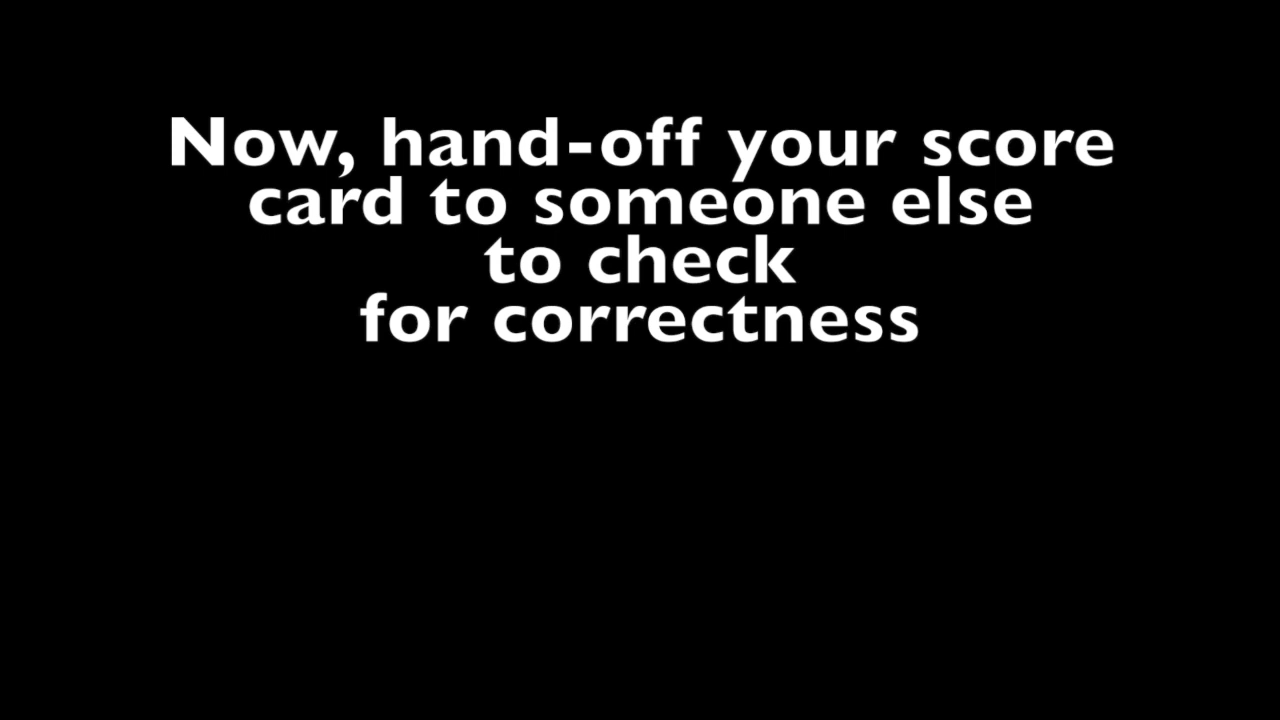 Now, hand-off your score
card to someone else
to check
for correctness